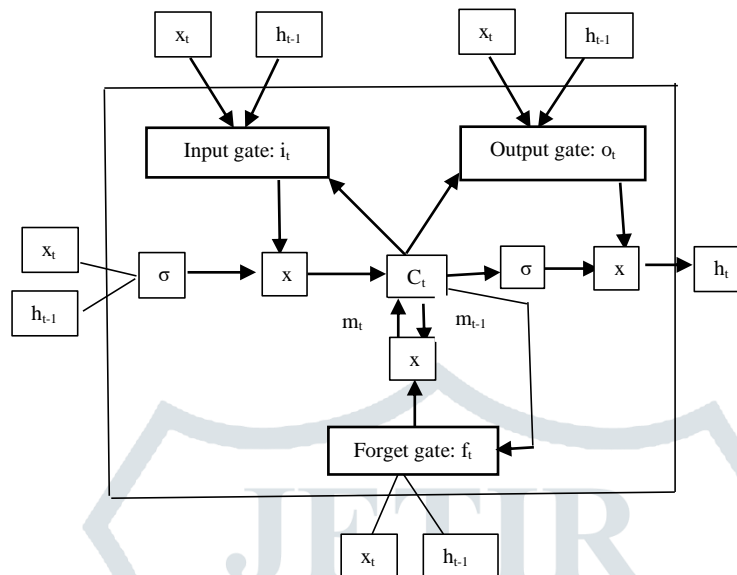 xₜ hₜ₋₁ xₜ hₜ₋₁
Input gate: iₜ Output gate: oₜ
xₜ
σ x Cₜ σ x hₜ
hₜ₋₁
mₜ mₜ₋₁
x
Forget gate: fₜ
JETIR
xₜ hₜ₋₁